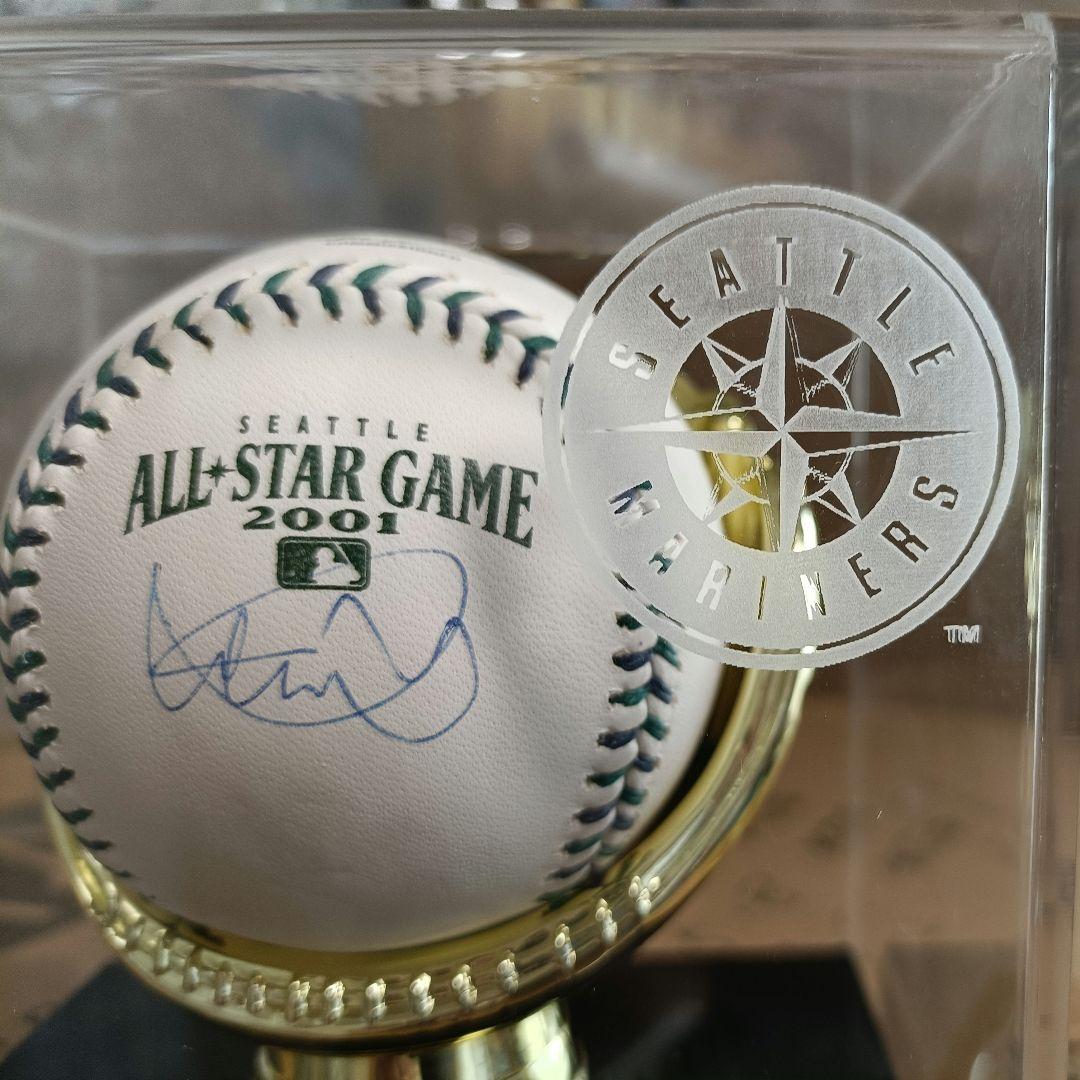 SEATTLE
ALL★STAR GAME
2001
SEATTLE
MARINERS
TM